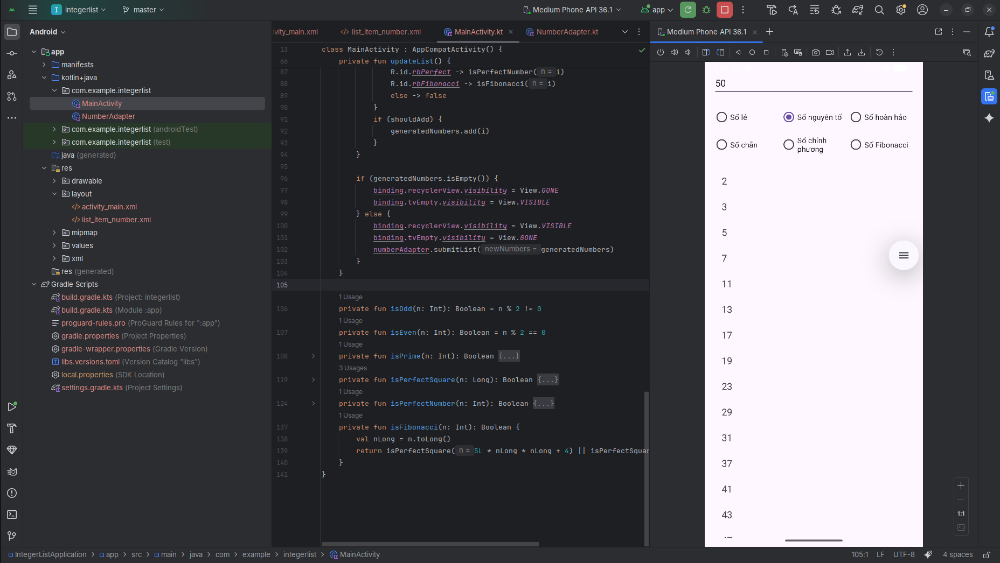 integerlist
master
Medium Phone API 36.1
app
Android
app
manifests
kotlin+java
com.example.integerlist
MainActivity
NumberAdapter
com.example.integerlist (androidTest)
com.example.integerlist (test)
java (generated)
res
drawable
layout
activity_main.xml
list_item_number.xml
mipmap
values
xml
res (generated)
Gradle Scripts
build.gradle.kts (Project: integerlist)
build.gradle.kts (Module :app)
proguard-rules.pro (ProGuard Rules for ":app")
gradle.properties (Project Properties)
gradle-wrapper.properties (Gradle Version)
libs.versions.toml (Version Catalog "libs")
local.properties (SDK Location)
settings.gradle.kts (Project Settings)
ivity_main.xml
list_item_number.xml
MainActivity.kt
NumberAdapter.kt
13 class MainActivity : AppCompatActivity() {
66 private fun updateList() {
87 R.id.rbPerfect -> isPerfectNumber( n = i)
88 R.id.rbFibonacci -> isFibonacci( n = i)
89 else -> false
90 }
91 if (shouldAdd) {
92 generatedNumbers.add(i)
93 }
94 }
95
96 if (generatedNumbers.isEmpty()) {
97 binding.recyclerView.visibility = View.GONE
98 binding.tvEmpty.visibility = View.VISIBLE
99 } else {
100 binding.recyclerView.visibility = View.VISIBLE
101 binding.tvEmpty.visibility = View.GONE
102 numberAdapter.submitList( newNumbers = generatedNumbers)
103 }
104 }
105
1 Usage
106 private fun isOdd(n: Int): Boolean = n % 2 != 0
1 Usage
107 private fun isEven(n: Int): Boolean = n % 2 == 0
1 Usage
108 private fun isPrime(n: Int): Boolean {...}
3 Usages
119 private fun isPerfectSquare(n: Long): Boolean {...}
1 Usage
124 private fun isPerfectNumber(n: Int): Boolean {...}
1 Usage
137 private fun isFibonacci(n: Int): Boolean {
138 val nLong = n.toLong()
139 return isPerfectSquare( n = 5L * nLong * nLong + 4) || isPerfectSquar
140 }
141 }
Medium Phone API 36.1
50
Số lẻ
Số nguyên tố
Số hoàn hảo
Số chẵn
Số chính
phương
Số Fibonacci
2
3
5
7
11
13
17
19
23
29
31
37
41
43
1:1
IntegerListApplication > app > src > main > java > com > example > integerlist > MainActivity
105:1 LF UTF-8 4 spaces